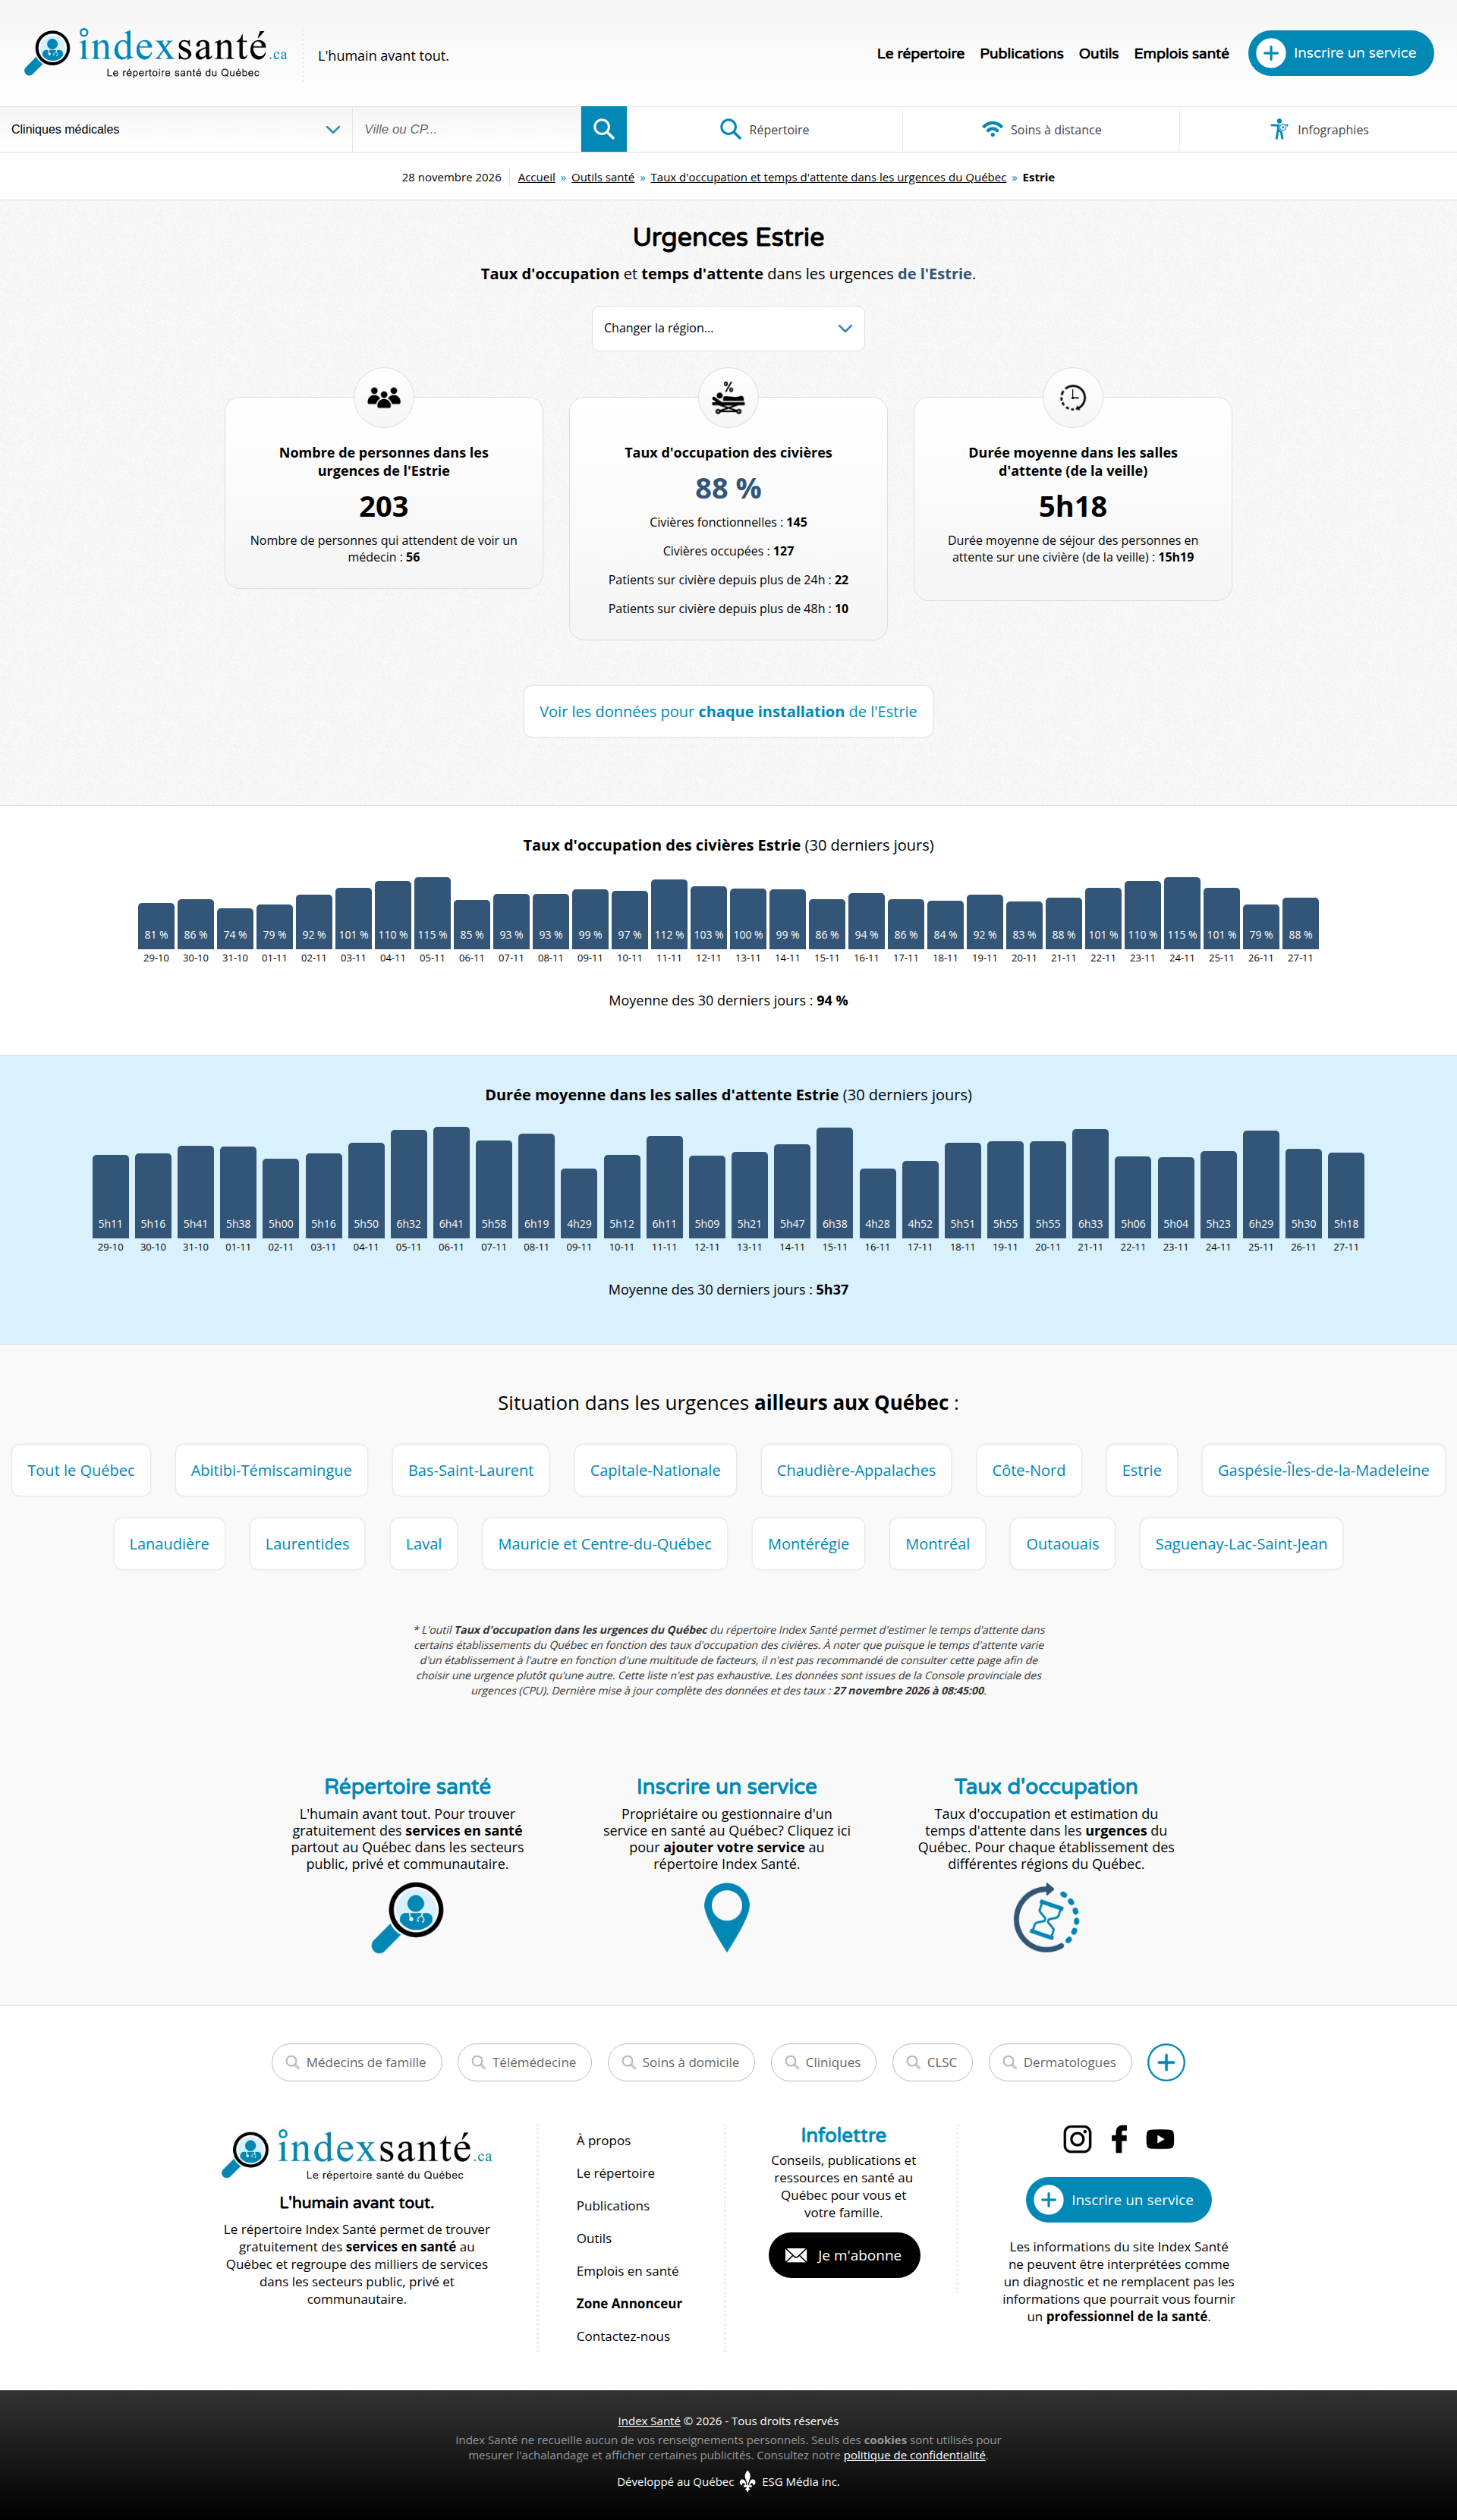 indexsanté.ca
Le répertoire santé du Québec
L'humain avant tout.
Le répertoire
Publications
Outils
Emplois santé
Inscrire un service
Cliniques médicales
Ville ou CP...
Répertoire
Soins à distance
Infographies
28 novembre 2026 Accueil » Outils santé » Taux d'occupation et temps d'attente dans les urgences du Québec » Estrie
Urgences Estrie
Taux d'occupation et temps d'attente dans les urgences de l'Estrie.
Changer la région...
Nombre de personnes dans les
urgences de l'Estrie
203
Nombre de personnes qui attendent de voir un
médecin : 56
%
Taux d'occupation des civières
88 %
Civières fonctionnelles : 145
Civières occupées : 127
Patients sur civière depuis plus de 24h : 22
Patients sur civière depuis plus de 48h : 10
Durée moyenne dans les salles
d'attente (de la veille)
5h18
Durée moyenne de séjour des personnes en
attente sur une civière (de la veille) : 15h19
Voir les données pour chaque installation de l'Estrie
Taux d'occupation des civières Estrie (30 derniers jours)
81 % 86 % 74 % 79 % 92 % 101 % 110 % 115 % 85 % 93 % 93 % 99 % 97 % 112 % 103 % 100 % 99 % 86 % 94 % 86 % 84 % 92 % 83 % 88 % 101 % 110 % 115 % 101 % 79 % 88 %
29-10 30-10 31-10 01-11 02-11 03-11 04-11 05-11 06-11 07-11 08-11 09-11 10-11 11-11 12-11 13-11 14-11 15-11 16-11 17-11 18-11 19-11 20-11 21-11 22-11 23-11 24-11 25-11 26-11 27-11
Moyenne des 30 derniers jours : 94 %
Durée moyenne dans les salles d'attente Estrie (30 derniers jours)
5h11 5h16 5h41 5h38 5h00 5h16 5h50 6h32 6h41 5h58 6h19 4h29 5h12 6h11 5h09 5h21 5h47 6h38 4h28 4h52 5h51 5h55 5h55 6h33 5h06 5h04 5h23 6h29 5h30 5h18
29-10 30-10 31-10 01-11 02-11 03-11 04-11 05-11 06-11 07-11 08-11 09-11 10-11 11-11 12-11 13-11 14-11 15-11 16-11 17-11 18-11 19-11 20-11 21-11 22-11 23-11 24-11 25-11 26-11 27-11
Moyenne des 30 derniers jours : 5h37
Situation dans les urgences ailleurs aux Québec :
Tout le Québec
Abitibi-Témiscamingue
Bas-Saint-Laurent
Capitale-Nationale
Chaudière-Appalaches
Côte-Nord
Estrie
Gaspésie-Îles-de-la-Madeleine
Lanaudière
Laurentides
Laval
Mauricie et Centre-du-Québec
Montérégie
Montréal
Outaouais
Saguenay-Lac-Saint-Jean
* L'outil Taux d'occupation dans les urgences du Québec du répertoire Index Santé permet d'estimer le temps d'attente dans
certains établissements du Québec en fonction des taux d'occupation des civières. À noter que puisque le temps d'attente varie
d'un établissement à l'autre en fonction d'une multitude de facteurs, il n'est pas recommandé de consulter cette page afin de
choisir une urgence plutôt qu'une autre. Cette liste n'est pas exhaustive. Les données sont issues de la Console provinciale des
urgences (CPU). Dernière mise à jour complète des données et des taux : 27 novembre 2026 à 08:45:00.
Répertoire santé
L'humain avant tout. Pour trouver
gratuitement des services en santé
partout au Québec dans les secteurs
public, privé et communautaire.
Inscrire un service
Propriétaire ou gestionnaire d'un
service en santé au Québec? Cliquez ici
pour ajouter votre service au
répertoire Index Santé.
Taux d'occupation
Taux d'occupation et estimation du
temps d'attente dans les urgences du
Québec. Pour chaque établissement des
différentes régions du Québec.
Médecins de famille
Télémédecine
Soins à domicile
Cliniques
CLSC
Dermatologues
indexsanté.ca
Le répertoire santé du Québec
L'humain avant tout.
Le répertoire Index Santé permet de trouver
gratuitement des services en santé au
Québec et regroupe des milliers de services
dans les secteurs public, privé et
communautaire.
À propos
Le répertoire
Publications
Outils
Emplois en santé
Zone Annonceur
Contactez-nous
Infolettre
Conseils, publications et
ressources en santé au
Québec pour vous et
votre famille.
Je m'abonne
Inscrire un service
Les informations du site Index Santé
ne peuvent être interprétées comme
un diagnostic et ne remplacent pas les
informations que pourrait vous fournir
un professionnel de la santé.
Index Santé © 2026 - Tous droits réservés
Index Santé ne recueille aucun de vos renseignements personnels. Seuls des cookies sont utilisés pour
mesurer l'achalandage et afficher certaines publicités. Consultez notre politique de confidentialité.
Développé au Québec ESG Média inc.